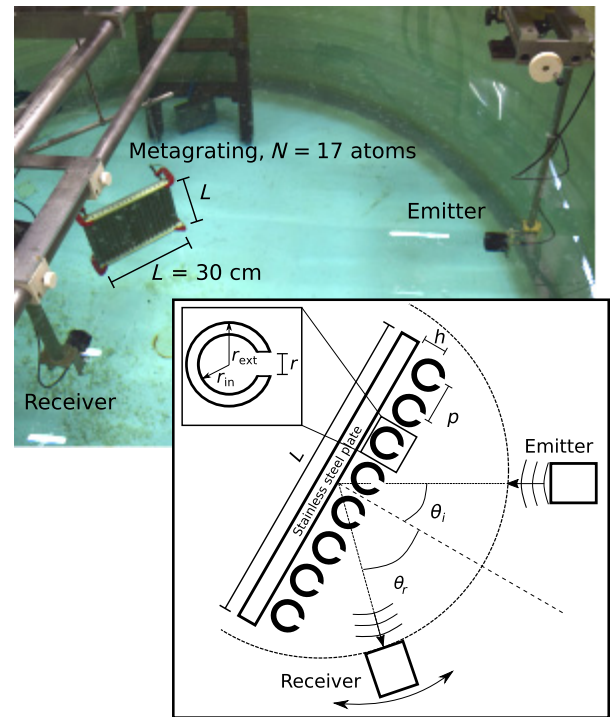 Metagrating, N = 17 atoms
L
Emitter
L = 30 cm
Receiver
r_ext
r_in
r
h
p
L
Stainless steel plate
Emitter
θ_i
θ_r
Receiver